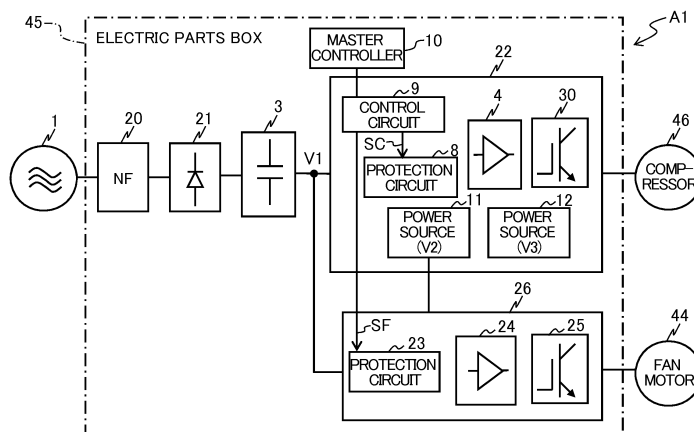 45
ELECTRIC PARTS BOX
A1
MASTER
CONTROLLER
10
22
1
20
21
3
9
4
30
46
CONTROL
CIRCUIT
NF
V1
SC
8
PROTECTION
CIRCUIT
COMP-
RESSOR
11
12
POWER
SOURCE
(V2)
POWER
SOURCE
(V3)
26
SF
23
24
25
44
PROTECTION
CIRCUIT
FAN
MOTOR